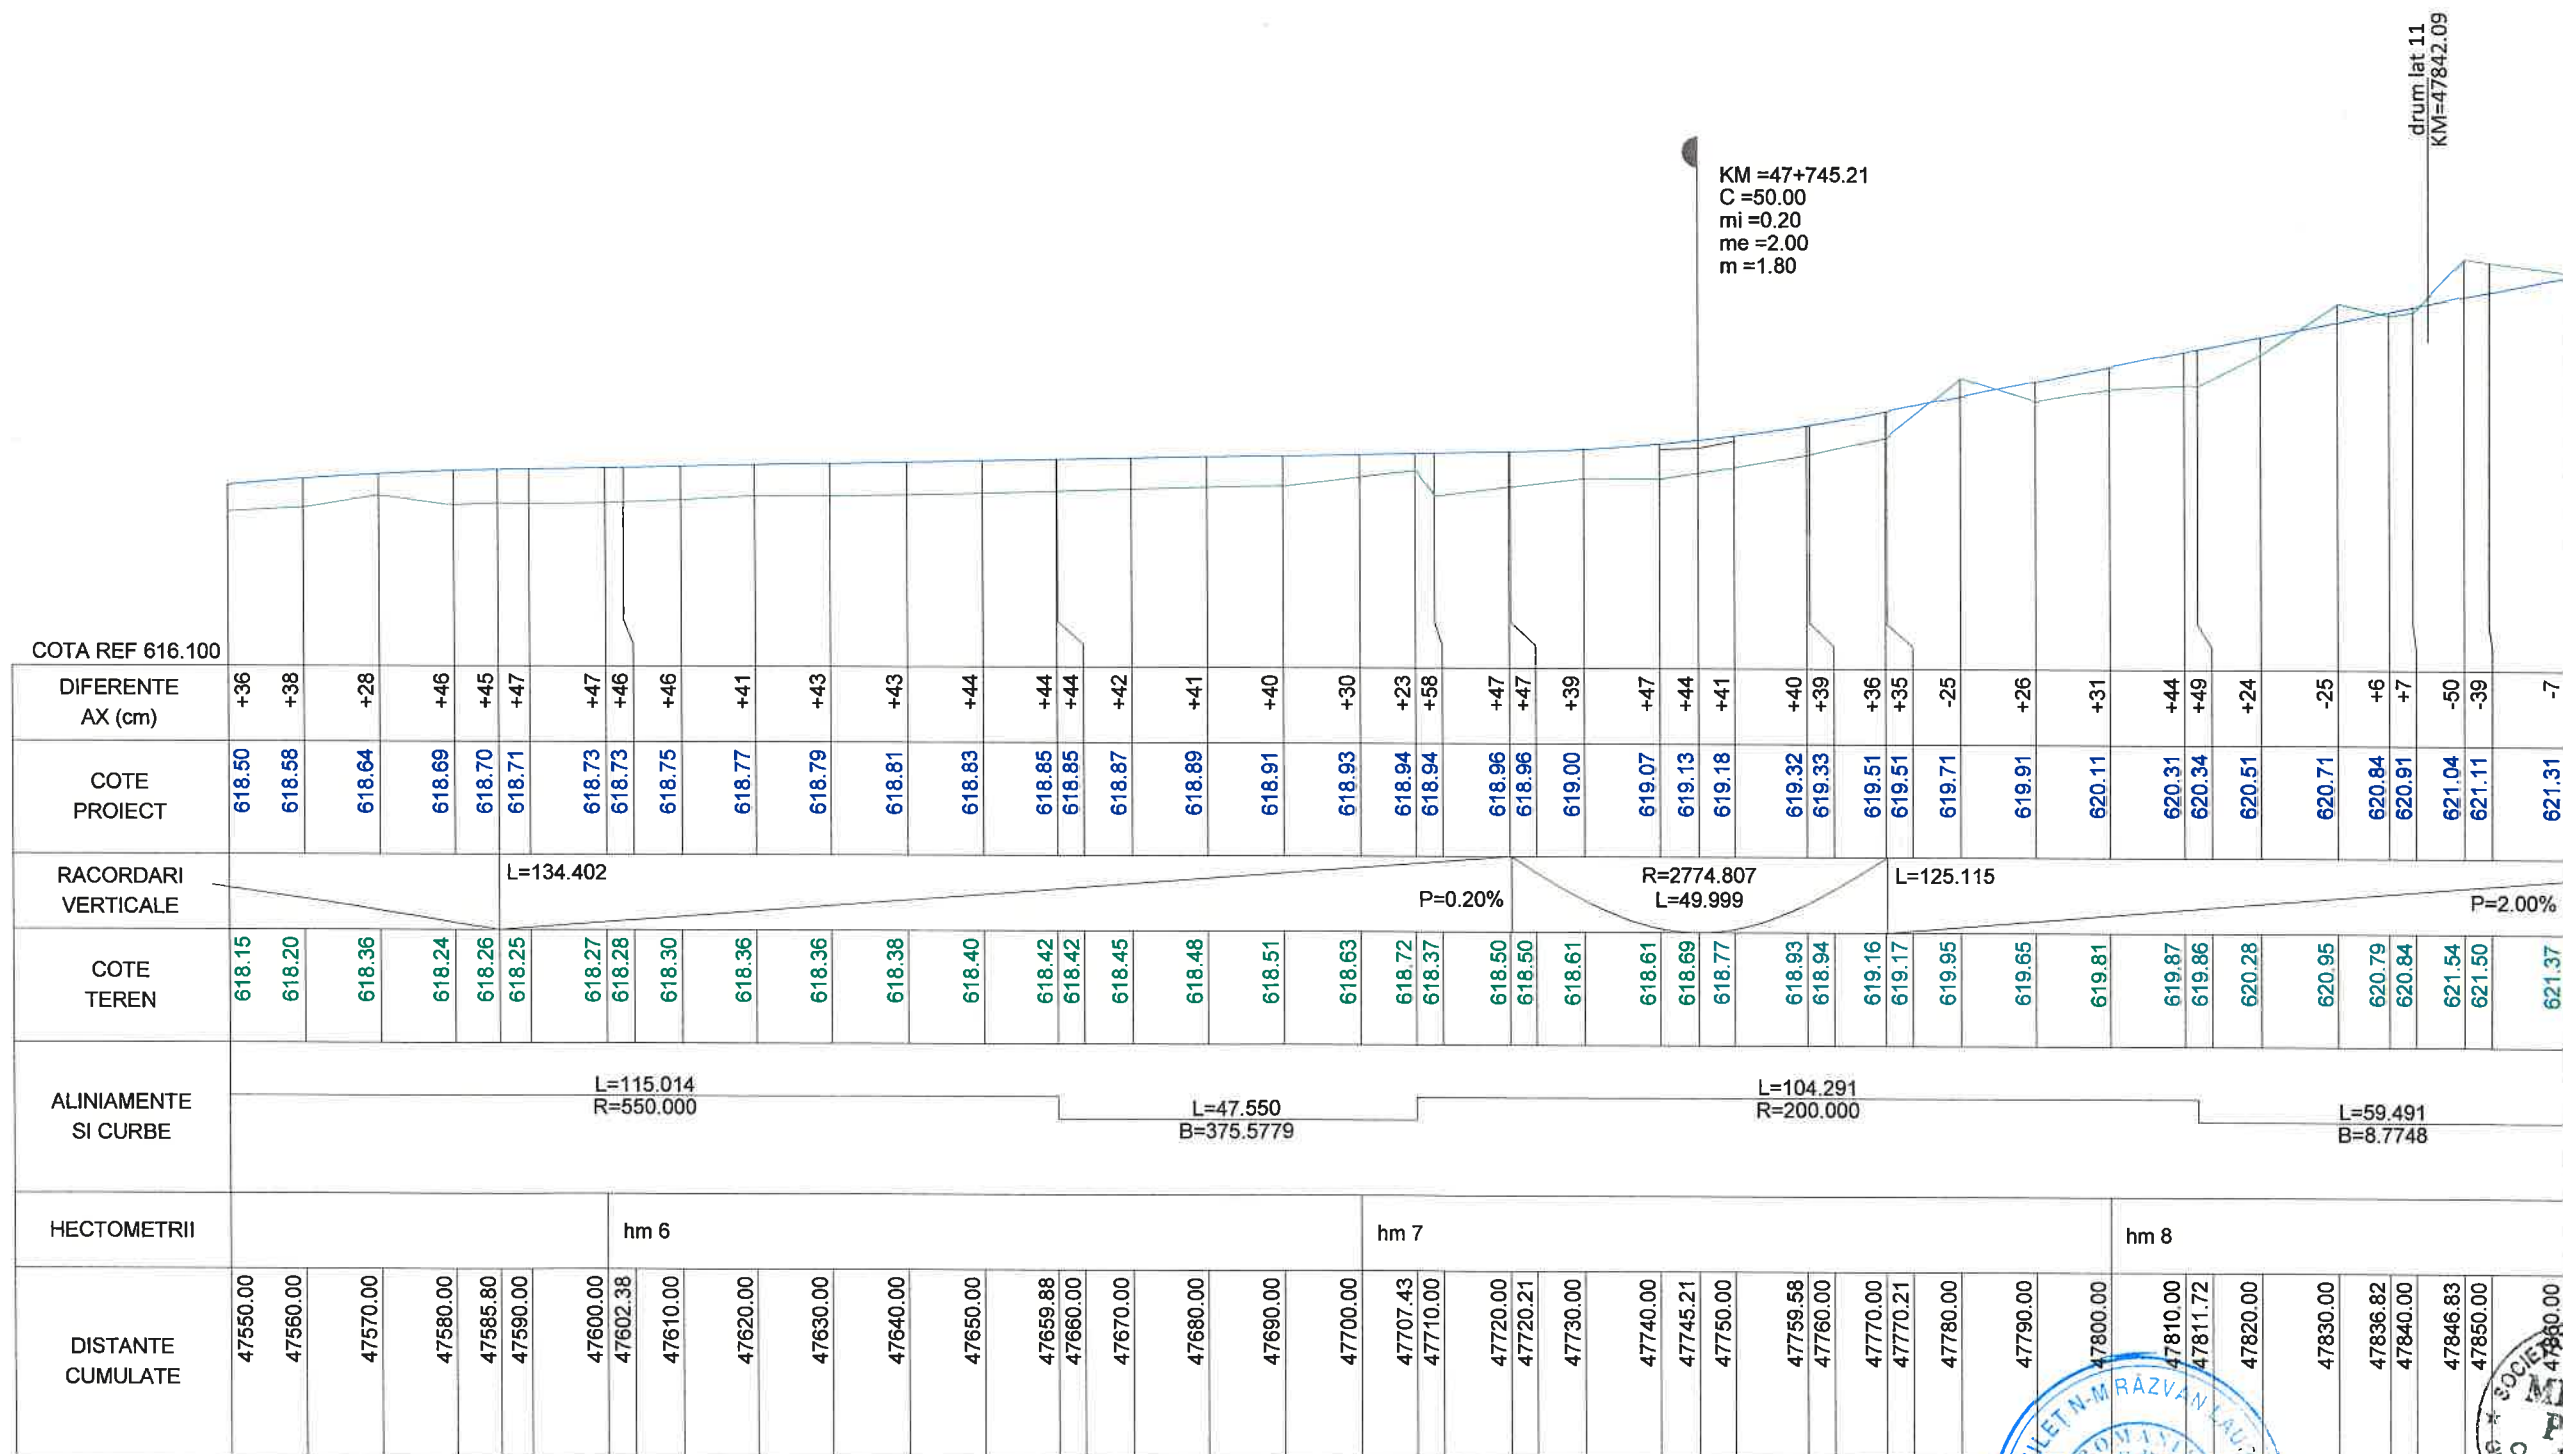 drum lat 11
KM=47842.09
KM =47+745.21
C =50.00
mi =0.20
me =2.00
m =1.80
COTA REF 616.100
DIFERENTE
AX (cm)
+36 +38 +28 +46 +45 +47 +47 +46 +46 +41 +43 +43 +44 +44 +44 +42 +41 +40 +30 +23 +58 +47 +47 +39 +47 +44 +41 +40 +39 +36 +35 -25 +26 +31 +44 +49 +24 -25 +6 +7 -50 -39 -7
COTE
PROIECT
618.50 618.58 618.64 618.69 618.70 618.71 618.73 618.73 618.75 618.77 618.79 618.81 618.83 618.85 618.85 618.87 618.89 618.91 618.93 618.94 618.94 618.96 618.96 619.00 619.07 619.13 619.18 619.32 619.33 619.51 619.51 619.71 619.91 620.11 620.31 620.34 620.51 620.71 620.84 620.91 621.04 621.11 621.31
RACORDARI
VERTICALE
L=134.402
P=0.20%
R=2774.807
L=49.999
L=125.115
P=2.00%
COTE
TEREN
618.15 618.20 618.36 618.24 618.26 618.25 618.27 618.28 618.30 618.36 618.36 618.38 618.40 618.42 618.42 618.45 618.48 618.51 618.63 618.72 618.37 618.50 618.50 618.61 618.61 618.69 618.77 618.93 618.94 619.16 619.17 619.95 619.65 619.81 619.87 619.86 620.28 620.95 620.79 620.84 621.54 621.50 621.37
ALINIAMENTE
SI CURBE
L=115.014
R=550.000
L=47.550
B=375.5779
L=104.291
R=200.000
L=59.491
B=8.7748
HECTOMETRII
hm 6
hm 7
hm 8
DISTANTE
CUMULATE
47550.00 47560.00 47570.00 47580.00 47585.80 47590.00 47600.00 47602.38 47610.00 47620.00 47630.00 47640.00 47650.00 47659.88 47660.00 47670.00 47680.00 47690.00 47700.00 47707.43 47710.00 47720.00 47720.21 47730.00 47740.00 47745.21 47750.00 47759.58 47760.00 47770.00 47770.21 47780.00 47790.00 47800.00 47810.00 47811.72 47820.00 47830.00 47836.82 47840.00 47846.83 47850.00 47860.00
N-M RĂZVAN